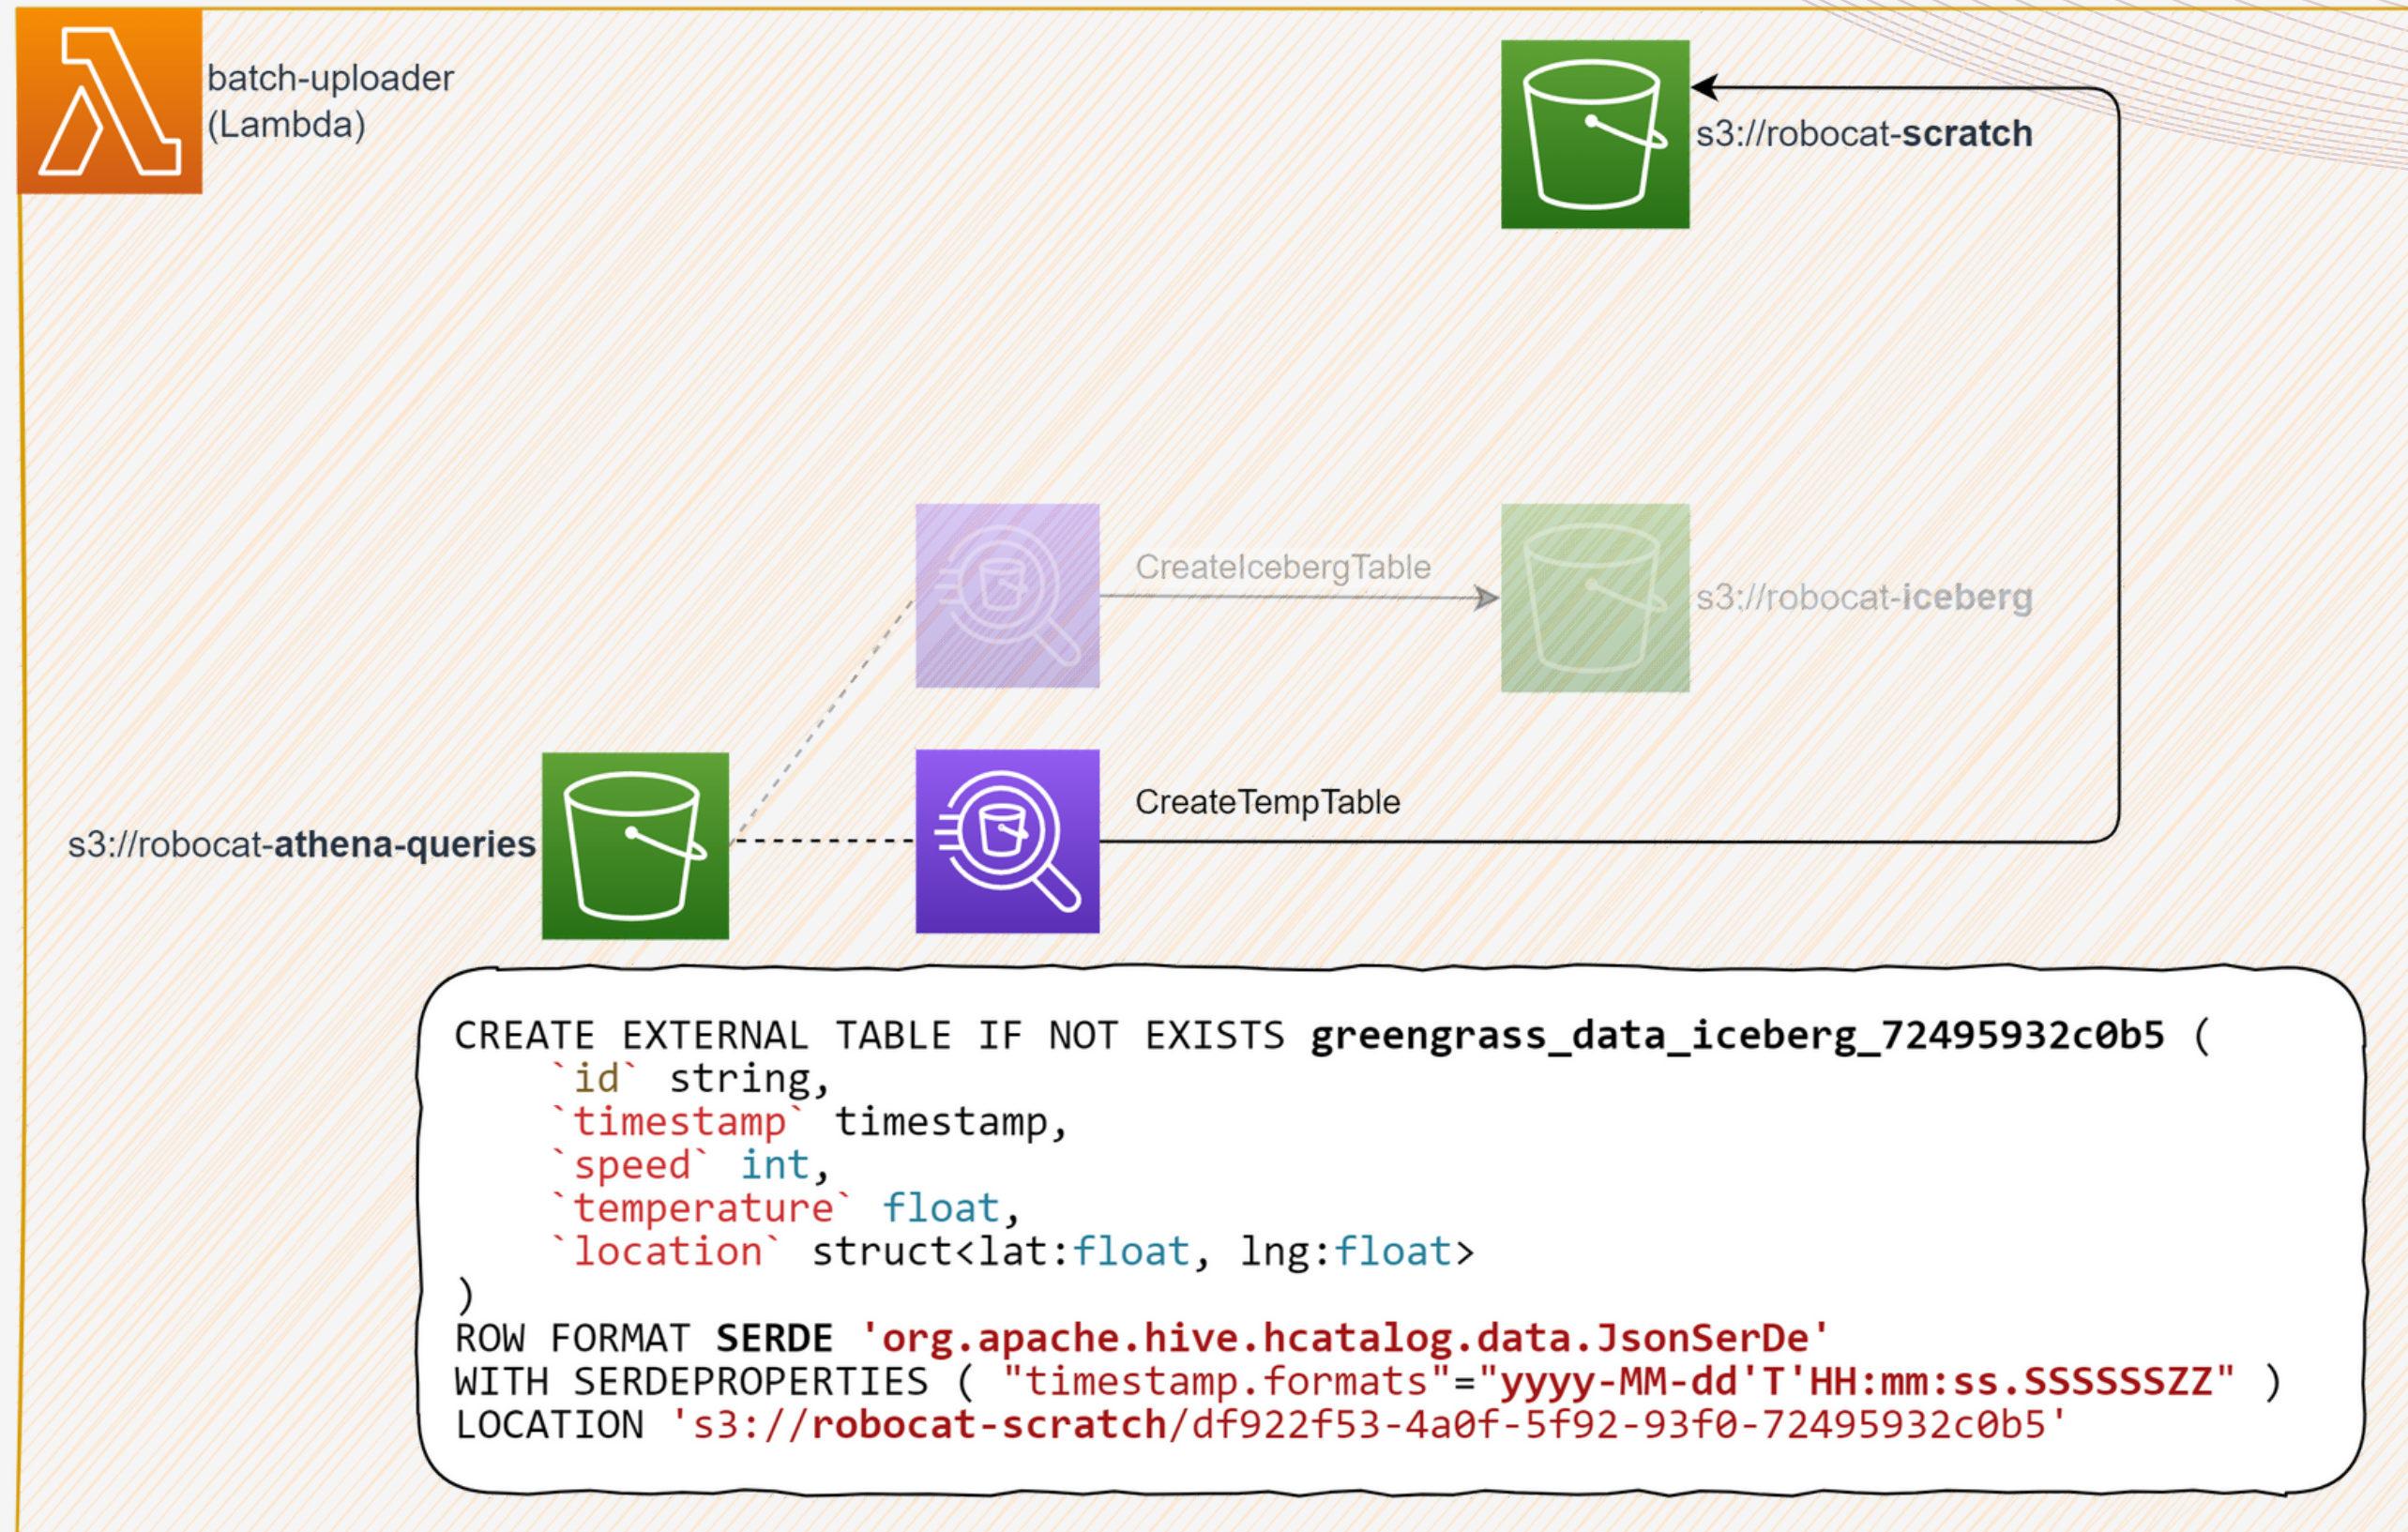 batch-uploader
(Lambda)
s3://robocat-scratch
CreateIcebergTable
s3://robocat-iceberg
CreateTempTable
s3://robocat-athena-queries
CREATE EXTERNAL TABLE IF NOT EXISTS greengrass_data_iceberg_72495932c0b5 (
    `id` string,
    `timestamp` timestamp,
    `speed` int,
    `temperature` float,
    `location` struct<lat:float, lng:float>
)
ROW FORMAT SERDE 'org.apache.hive.hcatalog.data.JsonSerDe'
WITH SERDEPROPERTIES ( "timestamp.formats"="yyyy-MM-dd'T'HH:mm:ss.SSSSSSZZ" )
LOCATION 's3://robocat-scratch/df922f53-4a0f-5f92-93f0-72495932c0b5'